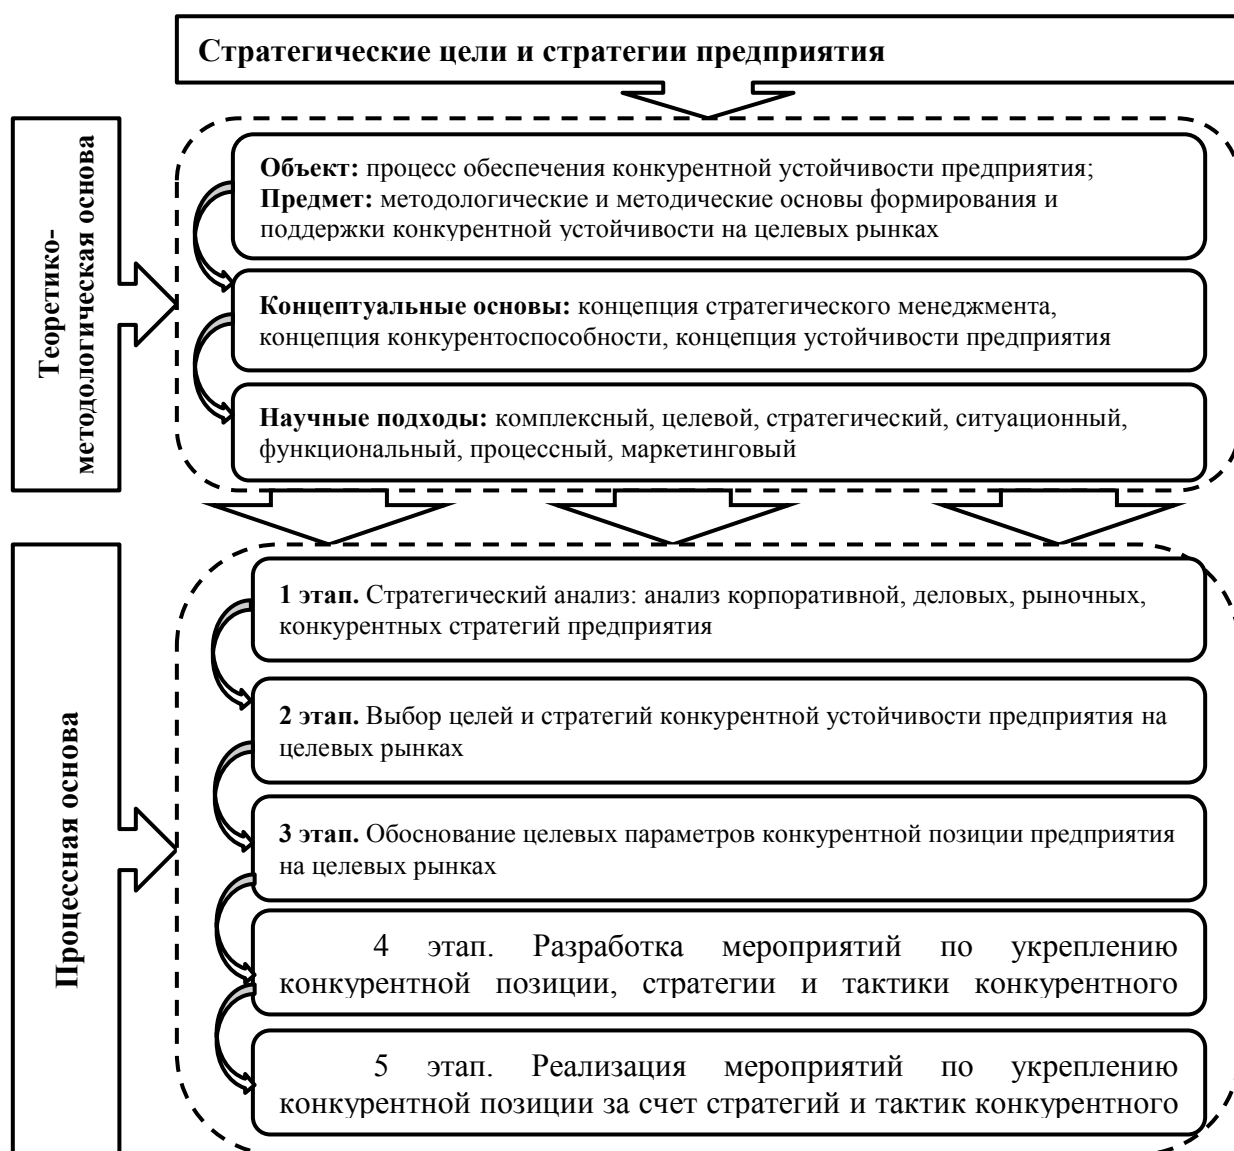 Стратегические цели и стратегии предприятия
Теоретико-
методологическая основа
Объект: процесс обеспечения конкурентной устойчивости предприятия;
Предмет: методологические и методические основы формирования и
поддержки конкурентной устойчивости на целевых рынках
Концептуальные основы: концепция стратегического менеджмента,
концепция конкурентоспособности, концепция устойчивости предприятия
Научные подходы: комплексный, целевой, стратегический, ситуационный,
функциональный, процессный, маркетинговый
Процессная основа
1 этап. Стратегический анализ: анализ корпоративной, деловых, рыночных,
конкурентных стратегий предприятия
2 этап. Выбор целей и стратегий конкурентной устойчивости предприятия на
целевых рынках
3 этап. Обоснование целевых параметров конкурентной позиции предприятия
на целевых рынках
4 этап. Разработка мероприятий по укреплению
конкурентной позиции, стратегии и тактики конкурентного
5 этап. Реализация мероприятий по укреплению
конкурентной позиции за счет стратегий и тактик конкурентного